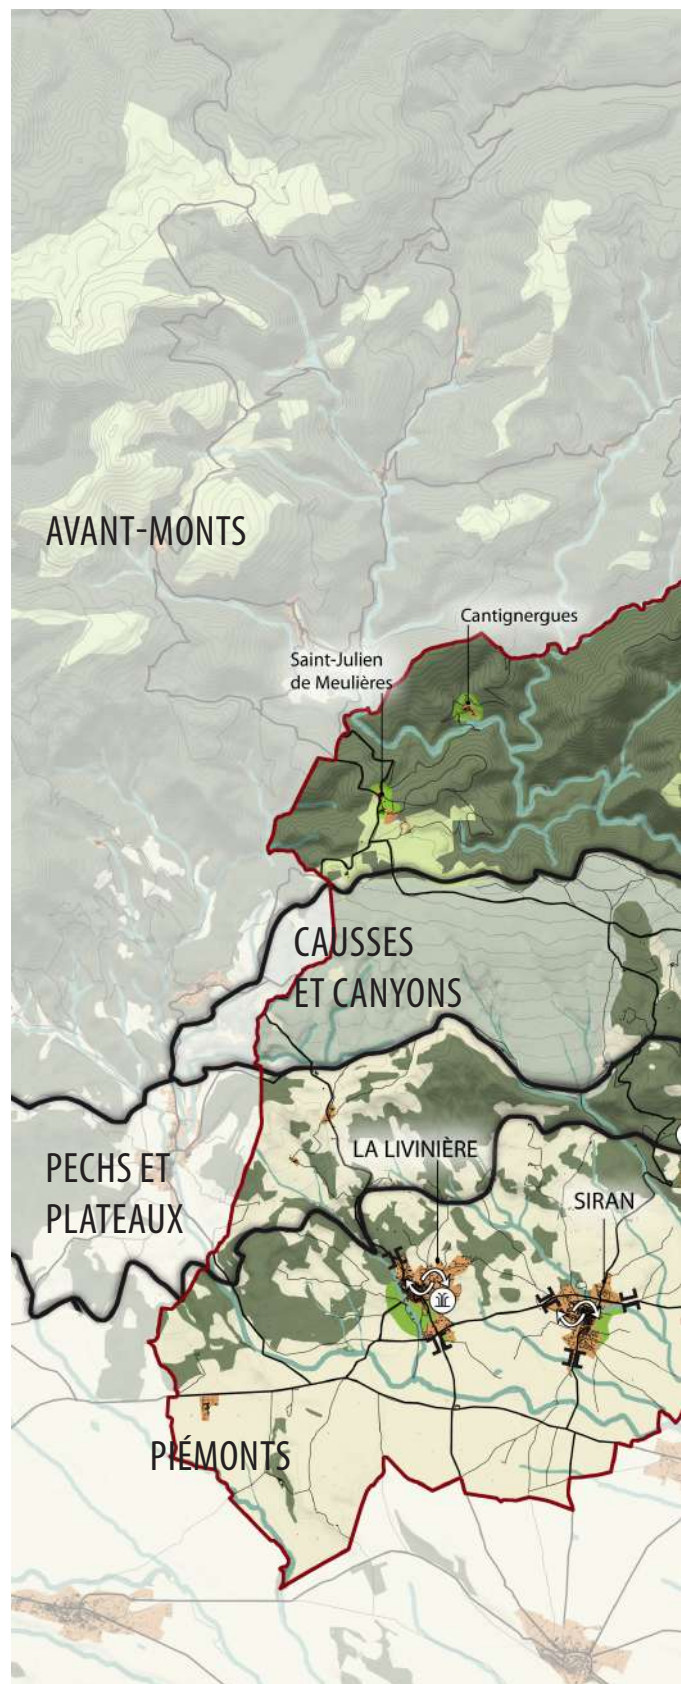 AVANT-MONTS
Cantignergues
Saint-Julien
de Meulières
CAUSSES
ET CANYONS
LA LIVINIÈRE
PECHS ET
PLATEAUX
SIRAN
PIÉMONTS